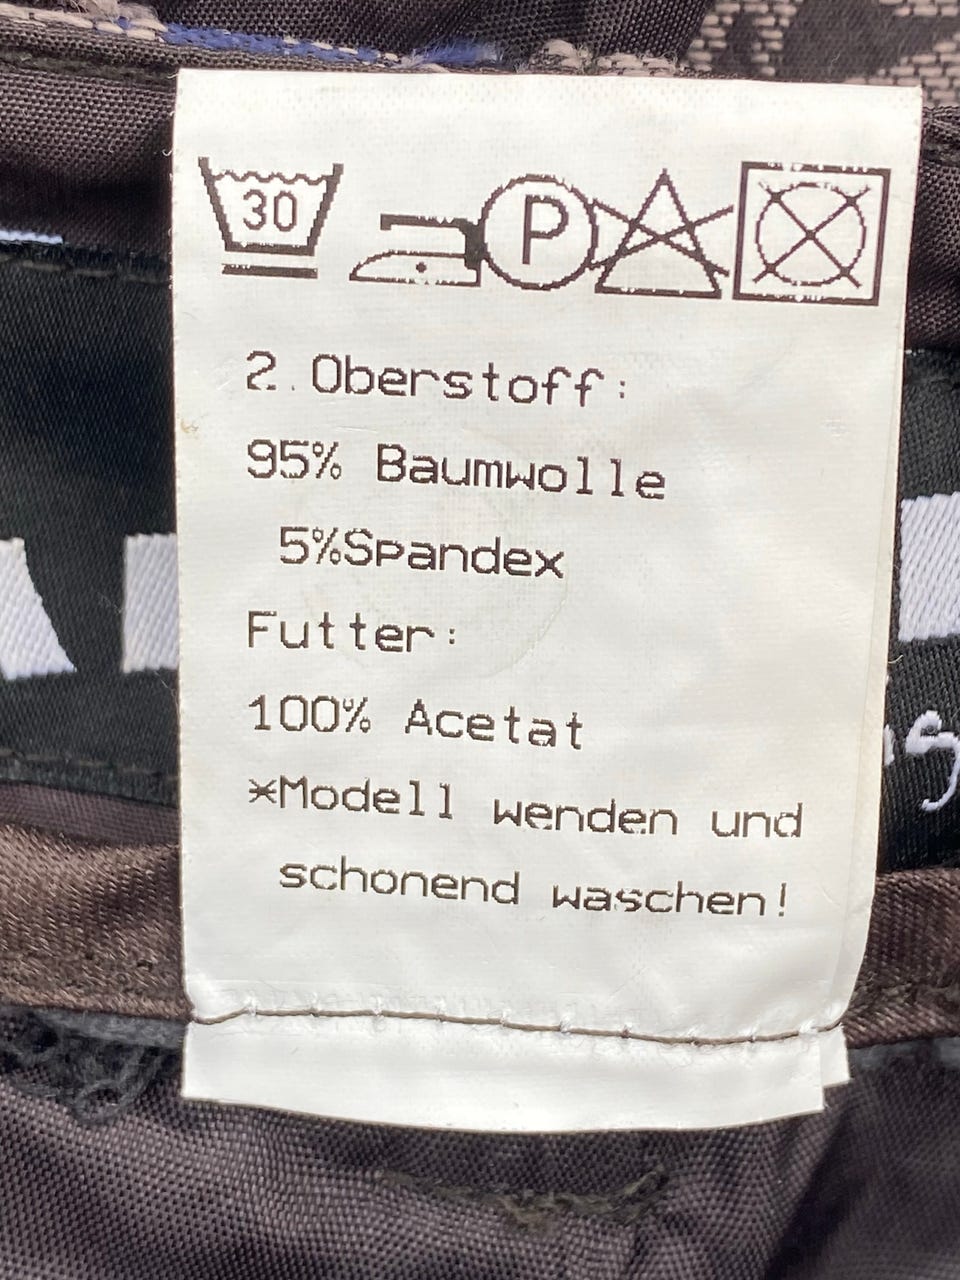 30
P
2.Oberstoff:
95% Baumwolle
5%Spandex
Futter:
100% Acetat
*Modell wenden und
schonend waschen!